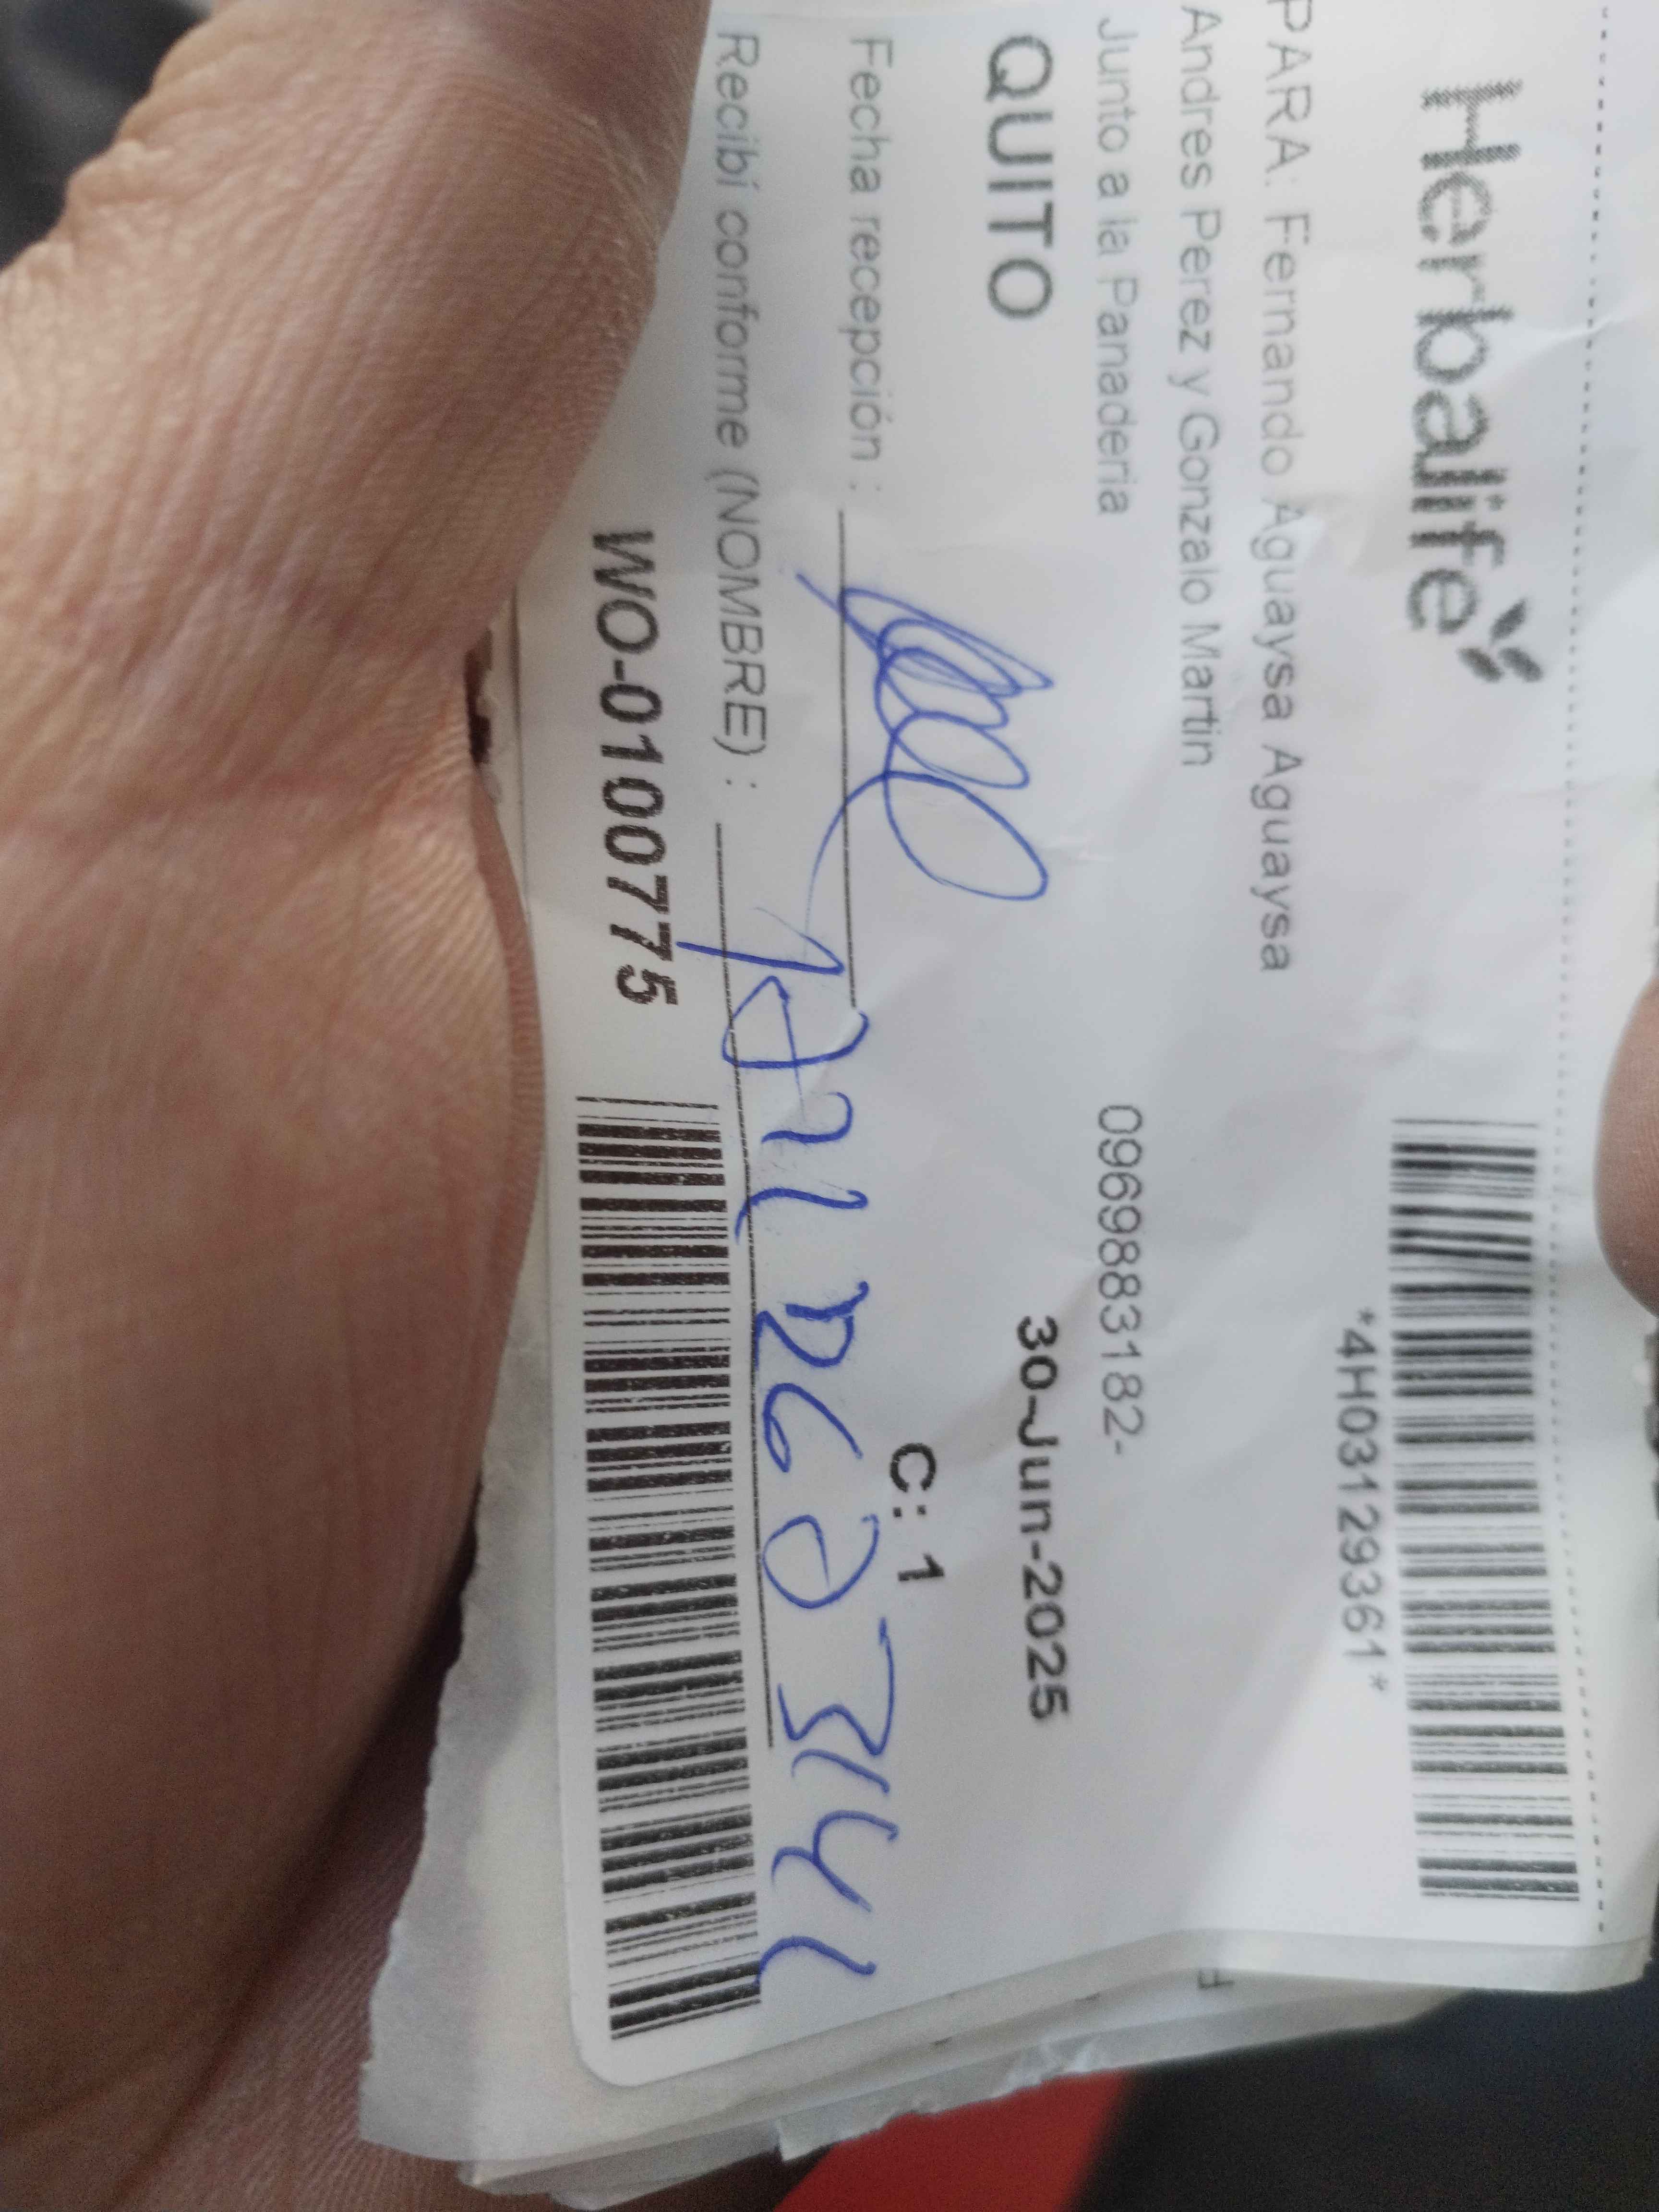 Herbalife
*4H03129361*
PARA: Fernando Aguaysa Aguaysa
Andres Perez y Gonzalo Martin
Junto a la Panaderia
0969883182-
QUITO
30-Jun-2025
C: 1
Fecha recepción :
Recibí conforme (NOMBRE) :
WO-0100775